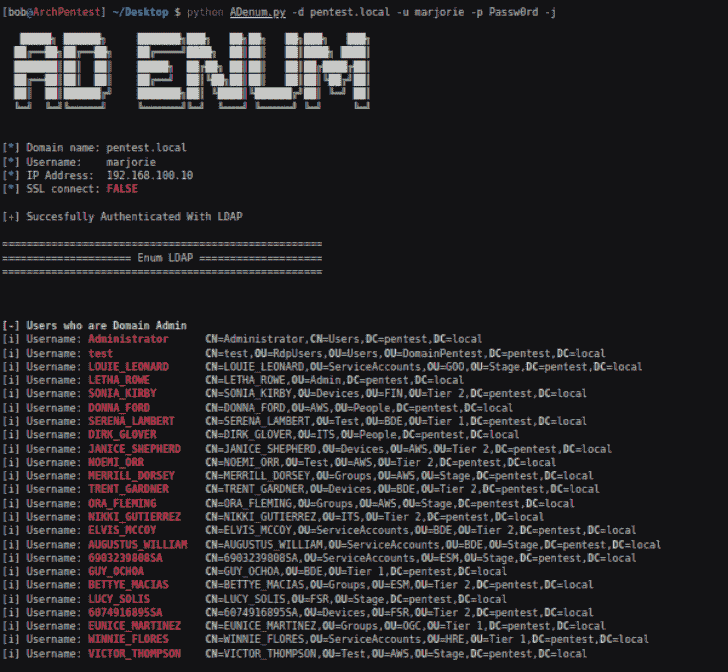 [bob@ArchPentest] ~/Desktop $ python ADenum.py -d pentest.local -u marjorie -p Passw0rd -j
AD ENUM
[*] Domain name: pentest.local
[*] Username: marjorie
[*] IP Address: 192.168.100.10
[*] SSL connect: FALSE
[+] Succesfully Authenticated With LDAP
====================================================
===================== Enum LDAP ====================
====================================================
[-] Users who are Domain Admin
[i] Username: Administrator CN=Administrator,CN=Users,DC=pentest,DC=local
[i] Username: test CN=test,OU=RdpUsers,OU=Users,OU=DomainPentest,DC=pentest,DC=local
[i] Username: LOUIE_LEONARD CN=LOUIE_LEONARD,OU=ServiceAccounts,OU=GOO,OU=Stage,DC=pentest,DC=local
[i] Username: LETHA_ROWE CN=LETHA_ROWE,OU=Admin,DC=pentest,DC=local
[i] Username: SONIA_KIRBY CN=SONIA_KIRBY,OU=Devices,OU=FIN,OU=Tier 2,DC=pentest,DC=local
[i] Username: DONNA_FORD CN=DONNA_FORD,OU=AWS,OU=People,DC=pentest,DC=local
[i] Username: SERENA_LAMBERT CN=SERENA_LAMBERT,OU=Test,OU=BDE,OU=Tier 1,DC=pentest,DC=local
[i] Username: DIRK_GLOVER CN=DIRK_GLOVER,OU=ITS,OU=People,DC=pentest,DC=local
[i] Username: JANICE_SHEPHERD CN=JANICE_SHEPHERD,OU=Devices,OU=AWS,OU=Tier 2,DC=pentest,DC=local
[i] Username: NOEMI_ORR CN=NOEMI_ORR,OU=Test,OU=AWS,OU=Tier 2,DC=pentest,DC=local
[i] Username: MERRILL_DORSEY CN=MERRILL_DORSEY,OU=Groups,OU=AWS,OU=Stage,DC=pentest,DC=local
[i] Username: TRENT_GARDNER CN=TRENT_GARDNER,OU=Devices,OU=BDE,OU=Tier 2,DC=pentest,DC=local
[i] Username: ORA_FLEMING CN=ORA_FLEMING,OU=Groups,OU=AWS,OU=Stage,DC=pentest,DC=local
[i] Username: NIKKI_GUTIERREZ CN=NIKKI_GUTIERREZ,OU=ITS,OU=Tier 2,DC=pentest,DC=local
[i] Username: ELVIS_MCCOY CN=ELVIS_MCCOY,OU=ServiceAccounts,OU=BDE,OU=Tier 2,DC=pentest,DC=local
[i] Username: AUGUSTUS_WILLIAM CN=AUGUSTUS_WILLIAM,OU=ServiceAccounts,OU=BDE,OU=Stage,DC=pentest,DC=local
[i] Username: 6903239808SA CN=6903239808SA,OU=ServiceAccounts,OU=ESM,OU=Stage,DC=pentest,DC=local
[i] Username: GUY_OCHOA CN=GUY_OCHOA,OU=BDE,OU=Tier 1,DC=pentest,DC=local
[i] Username: BETTYE_MACIAS CN=BETTYE_MACIAS,OU=Groups,OU=ESM,OU=Tier 2,DC=pentest,DC=local
[i] Username: LUCY_SOLIS CN=LUCY_SOLIS,OU=FSR,OU=Stage,DC=pentest,DC=local
[i] Username: 6074916895SA CN=6074916895SA,OU=Devices,OU=FSR,OU=Tier 2,DC=pentest,DC=local
[i] Username: EUNICE_MARTINEZ CN=EUNICE_MARTINEZ,OU=Groups,OU=OGC,OU=Tier 1,DC=pentest,DC=local
[i] Username: WINNIE_FLORES CN=WINNIE_FLORES,OU=ServiceAccounts,OU=HRE,OU=Tier 1,DC=pentest,DC=local
[i] Username: VICTOR_THOMPSON CN=VICTOR_THOMPSON,OU=Test,OU=AWS,OU=Stage,DC=pentest,DC=local